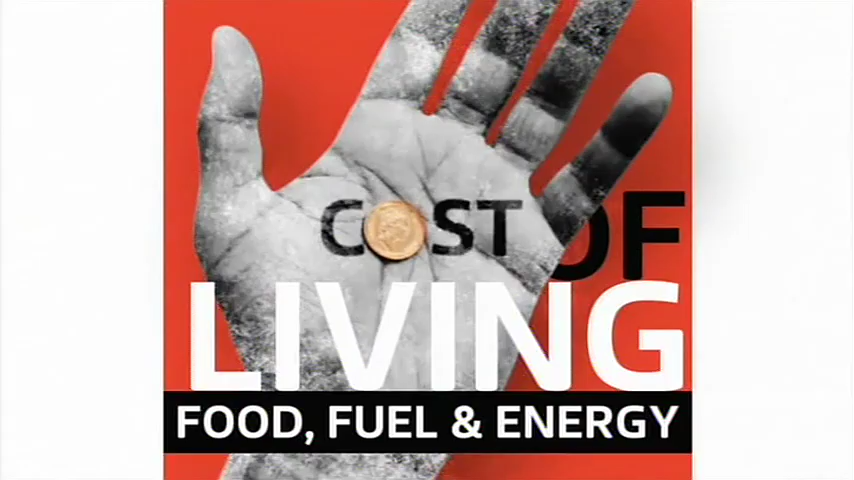 COST OF
LIVING
FOOD, FUEL & ENERGY